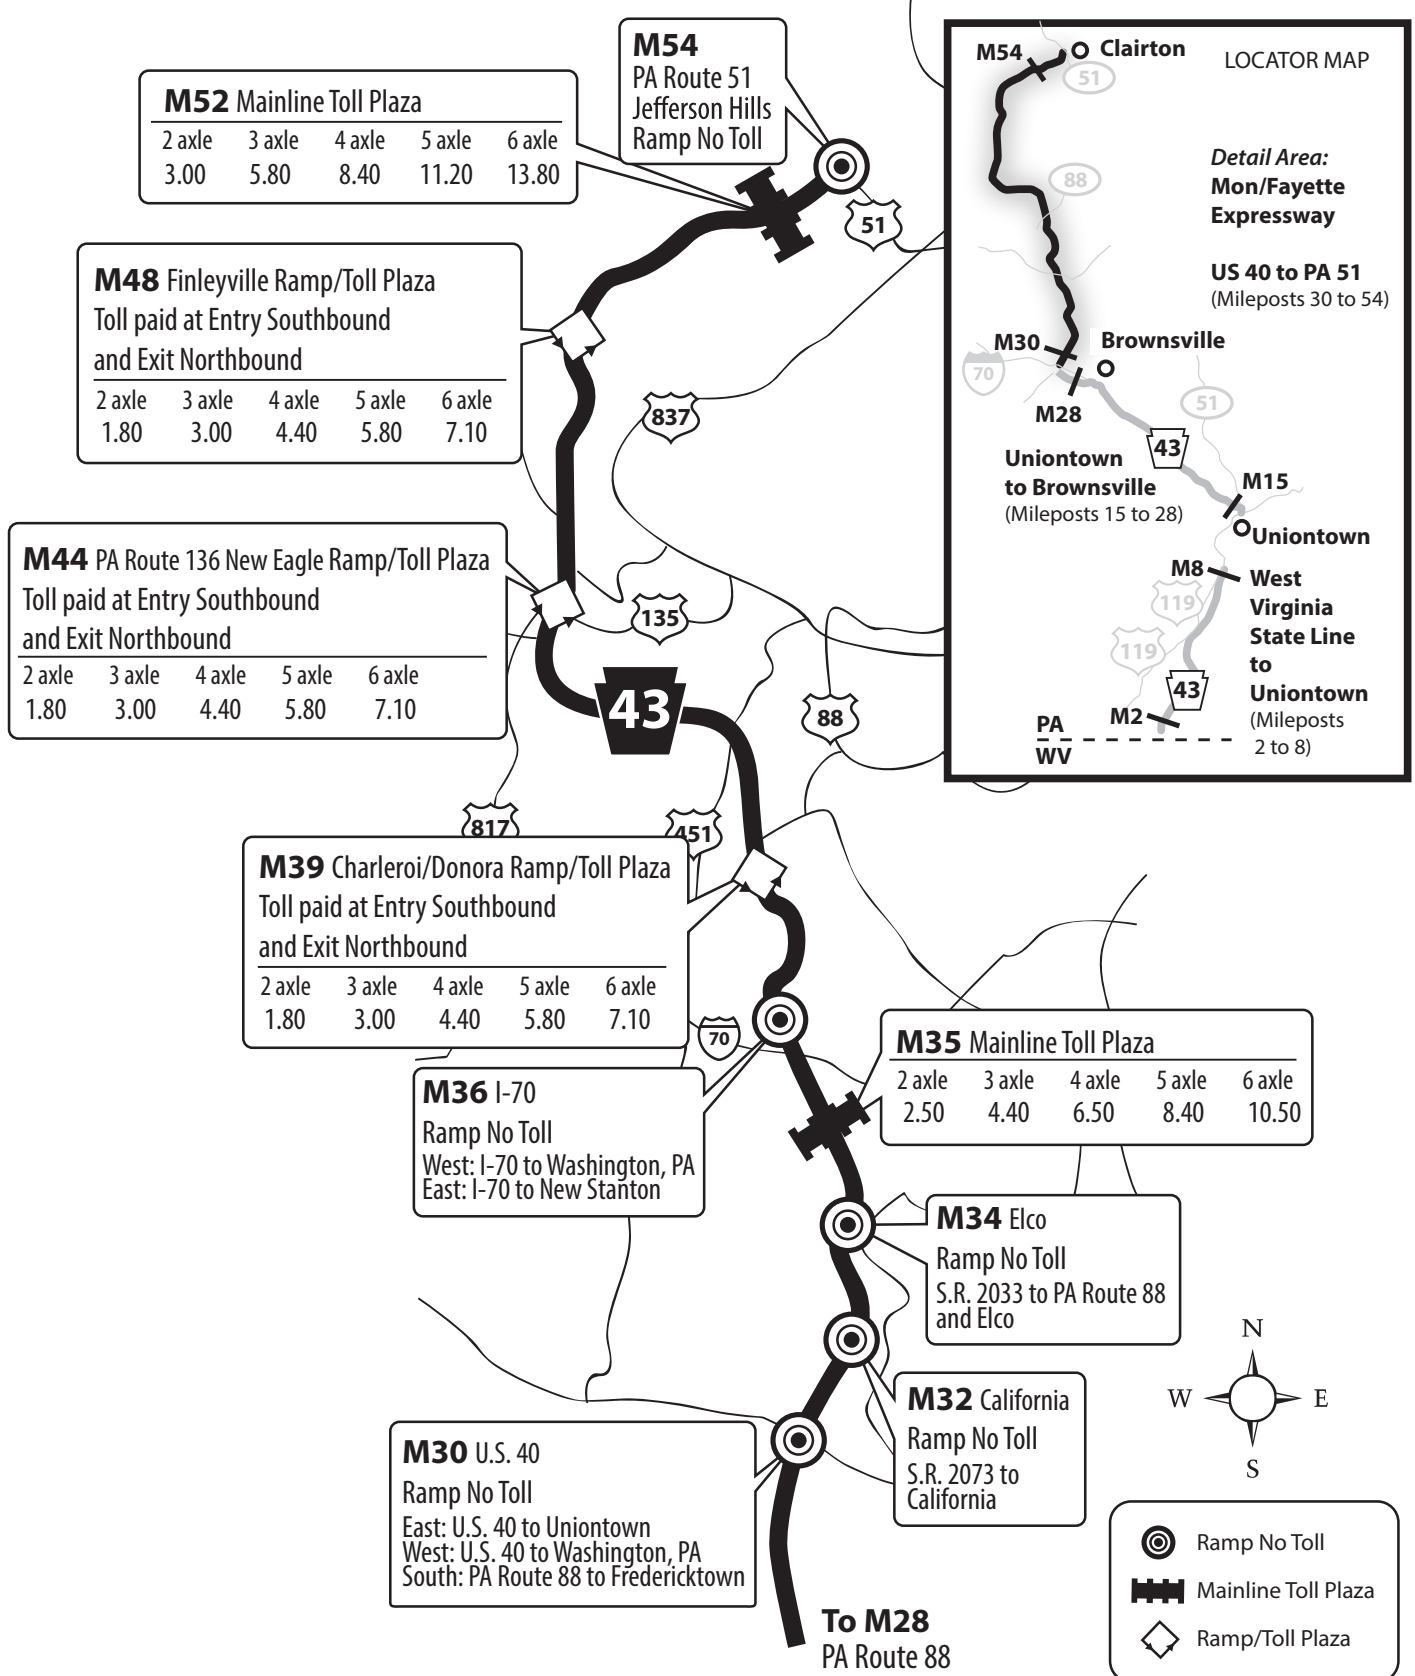 M54
PA Route 51
Jefferson Hills
Ramp No Toll
M52 Mainline Toll Plaza
2 axle 3 axle 4 axle 5 axle 6 axle
3.00 5.80 8.40 11.20 13.80
51
M48 Finleyville Ramp/Toll Plaza
Toll paid at Entry Southbound
and Exit Northbound
2 axle 3 axle 4 axle 5 axle 6 axle
1.80 3.00 4.40 5.80 7.10
837
M44 PA Route 136 New Eagle Ramp/Toll Plaza
Toll paid at Entry Southbound
and Exit Northbound
2 axle 3 axle 4 axle 5 axle 6 axle
1.80 3.00 4.40 5.80 7.10
135
43
88
817
451
M39 Charleroi/Donora Ramp/Toll Plaza
Toll paid at Entry Southbound
and Exit Northbound
2 axle 3 axle 4 axle 5 axle 6 axle
1.80 3.00 4.40 5.80 7.10
70
M36 I-70
Ramp No Toll
West: I-70 to Washington, PA
East: I-70 to New Stanton
M35 Mainline Toll Plaza
2 axle 3 axle 4 axle 5 axle 6 axle
2.50 4.40 6.50 8.40 10.50
M34 Elco
Ramp No Toll
S.R. 2033 to PA Route 88
and Elco
M32 California
Ramp No Toll
S.R. 2073 to
California
M30 U.S. 40
Ramp No Toll
East: U.S. 40 to Uniontown
West: U.S. 40 to Washington, PA
South: PA Route 88 to Fredericktown
To M28
PA Route 88
LOCATOR MAP
M54
Clairton
51
Detail Area:
Mon/Fayette
Expressway
88
US 40 to PA 51
(Mileposts 30 to 54)
M30
Brownsville
70
M28
51
43
Uniontown
to Brownsville
(Mileposts 15 to 28)
M15
Uniontown
M8
West
Virginia
State Line
to
Uniontown
(Mileposts
2 to 8)
119
119
43
M2
PA
WV
N
W E
S
Ramp No Toll
Mainline Toll Plaza
Ramp/Toll Plaza